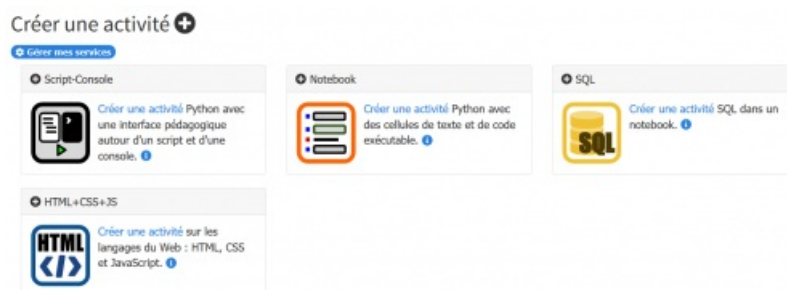 Créer une activité
Gérer mes services
Script-Console
Créer une activité Python avec
une interface pédagogique
autour d'un script et d'une
console.
Notebook
Créer une activité Python avec
des cellules de texte et de code
exécutable.
SQL
SQL
Créer une activité SQL dans un
notebook.
HTML+CSS+JS
HTML
</>
Créer une activité sur les
langages du Web : HTML, CSS
et JavaScript.